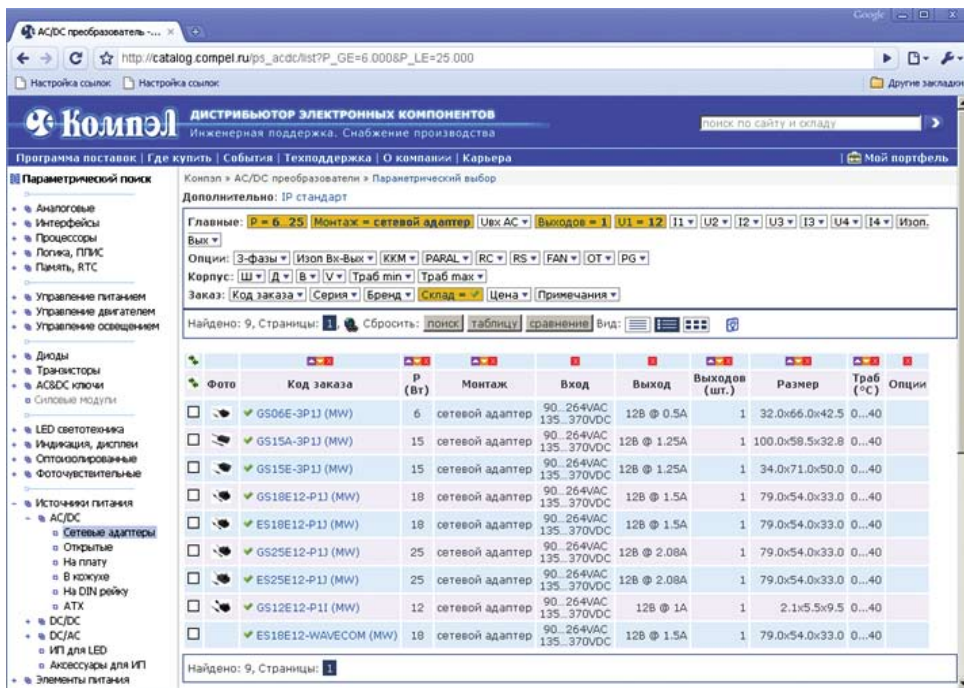 Google
AC/DC преобразователь -...
http://catalog.compel.ru/ps_acdc/list?P_GE=6.000&P_LE=25.000
Настройка ссылок Настройка ссылок Другие закладки
Компэл
ДИСТРИБЬЮТОР ЭЛЕКТРОННЫХ КОМПОНЕНТОВ
Инженерная поддержка. Снабжение производства
поиск по сайту и складу
Программа поставок | Где купить | События | Техподдержка | О компании | Карьера | Мой портфель
Параметрический поиск
Аналоговые
Интерфейсы
Процессоры
Логика, ПЛИС
Память, RTC
Управление питанием
Управление двигателем
Управление освещением
Диоды
Транзисторы
AC&DC ключи
Силовые модули
LED светотехника
Индикация, дисплеи
Оптоизолированные
Фоточувствительные
Источники питания
AC/DC
Сетевые адаптеры
Открытые
На плату
В кожухе
На DIN рейку
ATX
DC/DC
DC/AC
ИП для LED
Аксессуары для ИП
Элементы питания
Компэл » AC/DC преобразователи » Параметрический выбор
Дополнительно: IP стандарт
Главные: P = 6..25 Монтаж = сетевой адаптер Uвх AC Выходов = 1 U1 = 12 I1 U2 I2 U3 I3 U4 I4 Изол.
Вых
Опции: 3-фазы Изол Вх-Вых ККМ PARAL RC RS FAN OT PG
Корпус: Ш Д В V Tраб min Tраб max
Заказ: Код заказа Серия Бренд Склад = Цена Примечания
Найдено: 9, Страницы: 1, Сбросить: поиск таблицу сравнение Вид:
Фото Код заказа P (Вт) Монтаж Вход Выход Выходов (шт.) Размер Tраб (°C) Опции
GS06E-3P1J (MW) 6 сетевой адаптер 90...264VAC 135...370VDC 12В @ 0.5A 1 32.0x66.0x42.5 0...40
GS15A-3P1J (MW) 15 сетевой адаптер 90...264VAC 135...370VDC 12В @ 1.25A 1 100.0x58.5x32.8 0...40
GS15E-3P1J (MW) 15 сетевой адаптер 90...264VAC 135...370VDC 12В @ 1.25A 1 34.0x71.0x50.0 0...40
GS18E12-P1J (MW) 18 сетевой адаптер 90...264VAC 135...370VDC 12В @ 1.5A 1 79.0x54.0x33.0 0...40
ES18E12-P1J (MW) 18 сетевой адаптер 90...264VAC 135...370VDC 12В @ 1.5A 1 79.0x54.0x33.0 0...40
GS25E12-P1J (MW) 25 сетевой адаптер 90...264VAC 135...370VDC 12В @ 2.08A 1 79.0x54.0x33.0 0...40
ES25E12-P1J (MW) 25 сетевой адаптер 90...264VAC 135...370VDC 12В @ 2.08A 1 79.0x54.0x33.0 0...40
GS12E12-P1I (MW) 12 сетевой адаптер 90...264VAC 135...370VDC 12В @ 1A 1 2.1x5.5x9.5 0...40
ES18E12-WAVECOM (MW) 18 сетевой адаптер 90...264VAC 135...370VDC 12В @ 1.5A 1 79.0x54.0x33.0 0...40
Найдено: 9, Страницы: 1